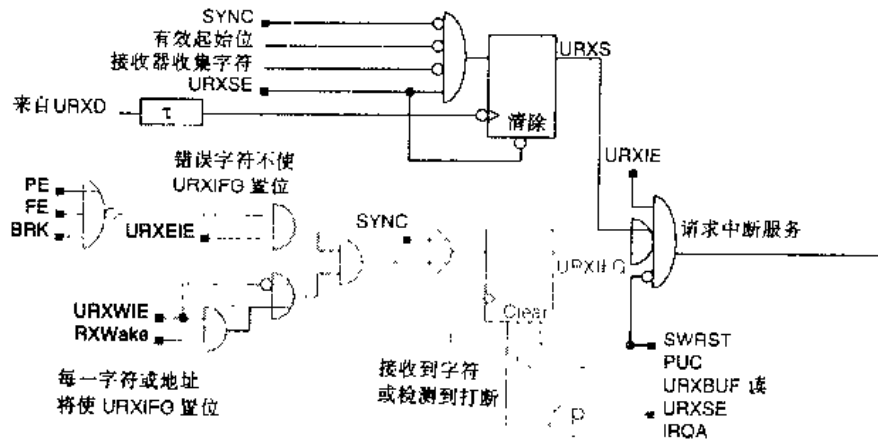 SYNC
有效起始位
接收器收集字符
URXSE
来自URXD
τ
URXS
清除
URXIE
错误字符不使
URXIFG 置位
PE
FE
BRK
URXEIE
SYNC
请求中断服务
URXIFG
Clear
URXWIE
RXWake
每一字符或地址
将使 URXIFG 置位
接收到字符
或检测到打断
SWRST
PUC
URXBUF 读
URXSE
IRQA